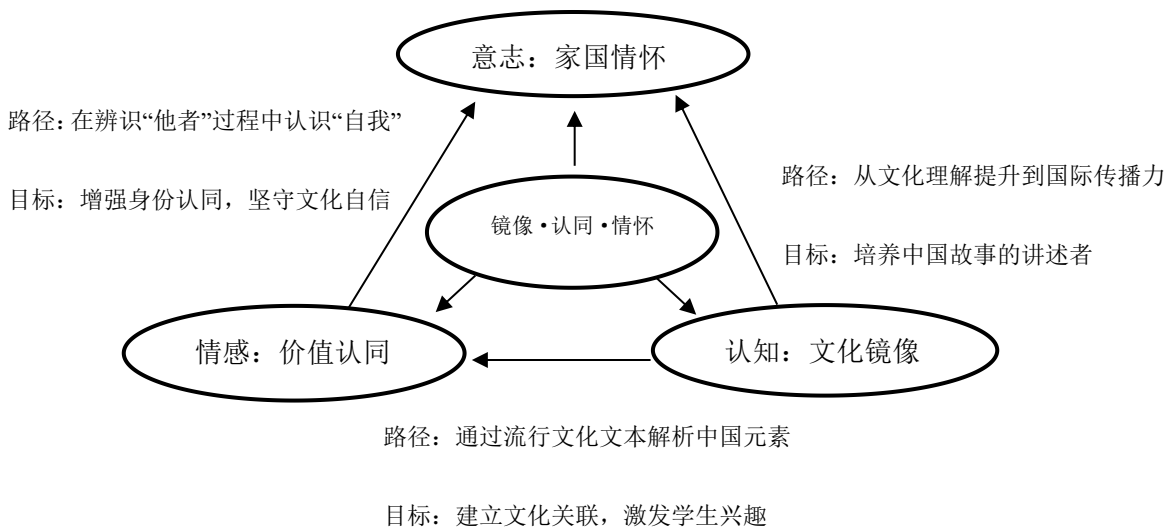 意志：家国情怀
路径：在辨识“他者”过程中认识“自我”
目标：增强身份认同，坚守文化自信
路径：从文化理解提升到国际传播力
目标：培养中国故事的讲述者
镜像·认同·情怀
情感：价值认同
认知：文化镜像
路径：通过流行文化文本解析中国元素
目标：建立文化关联，激发学生兴趣